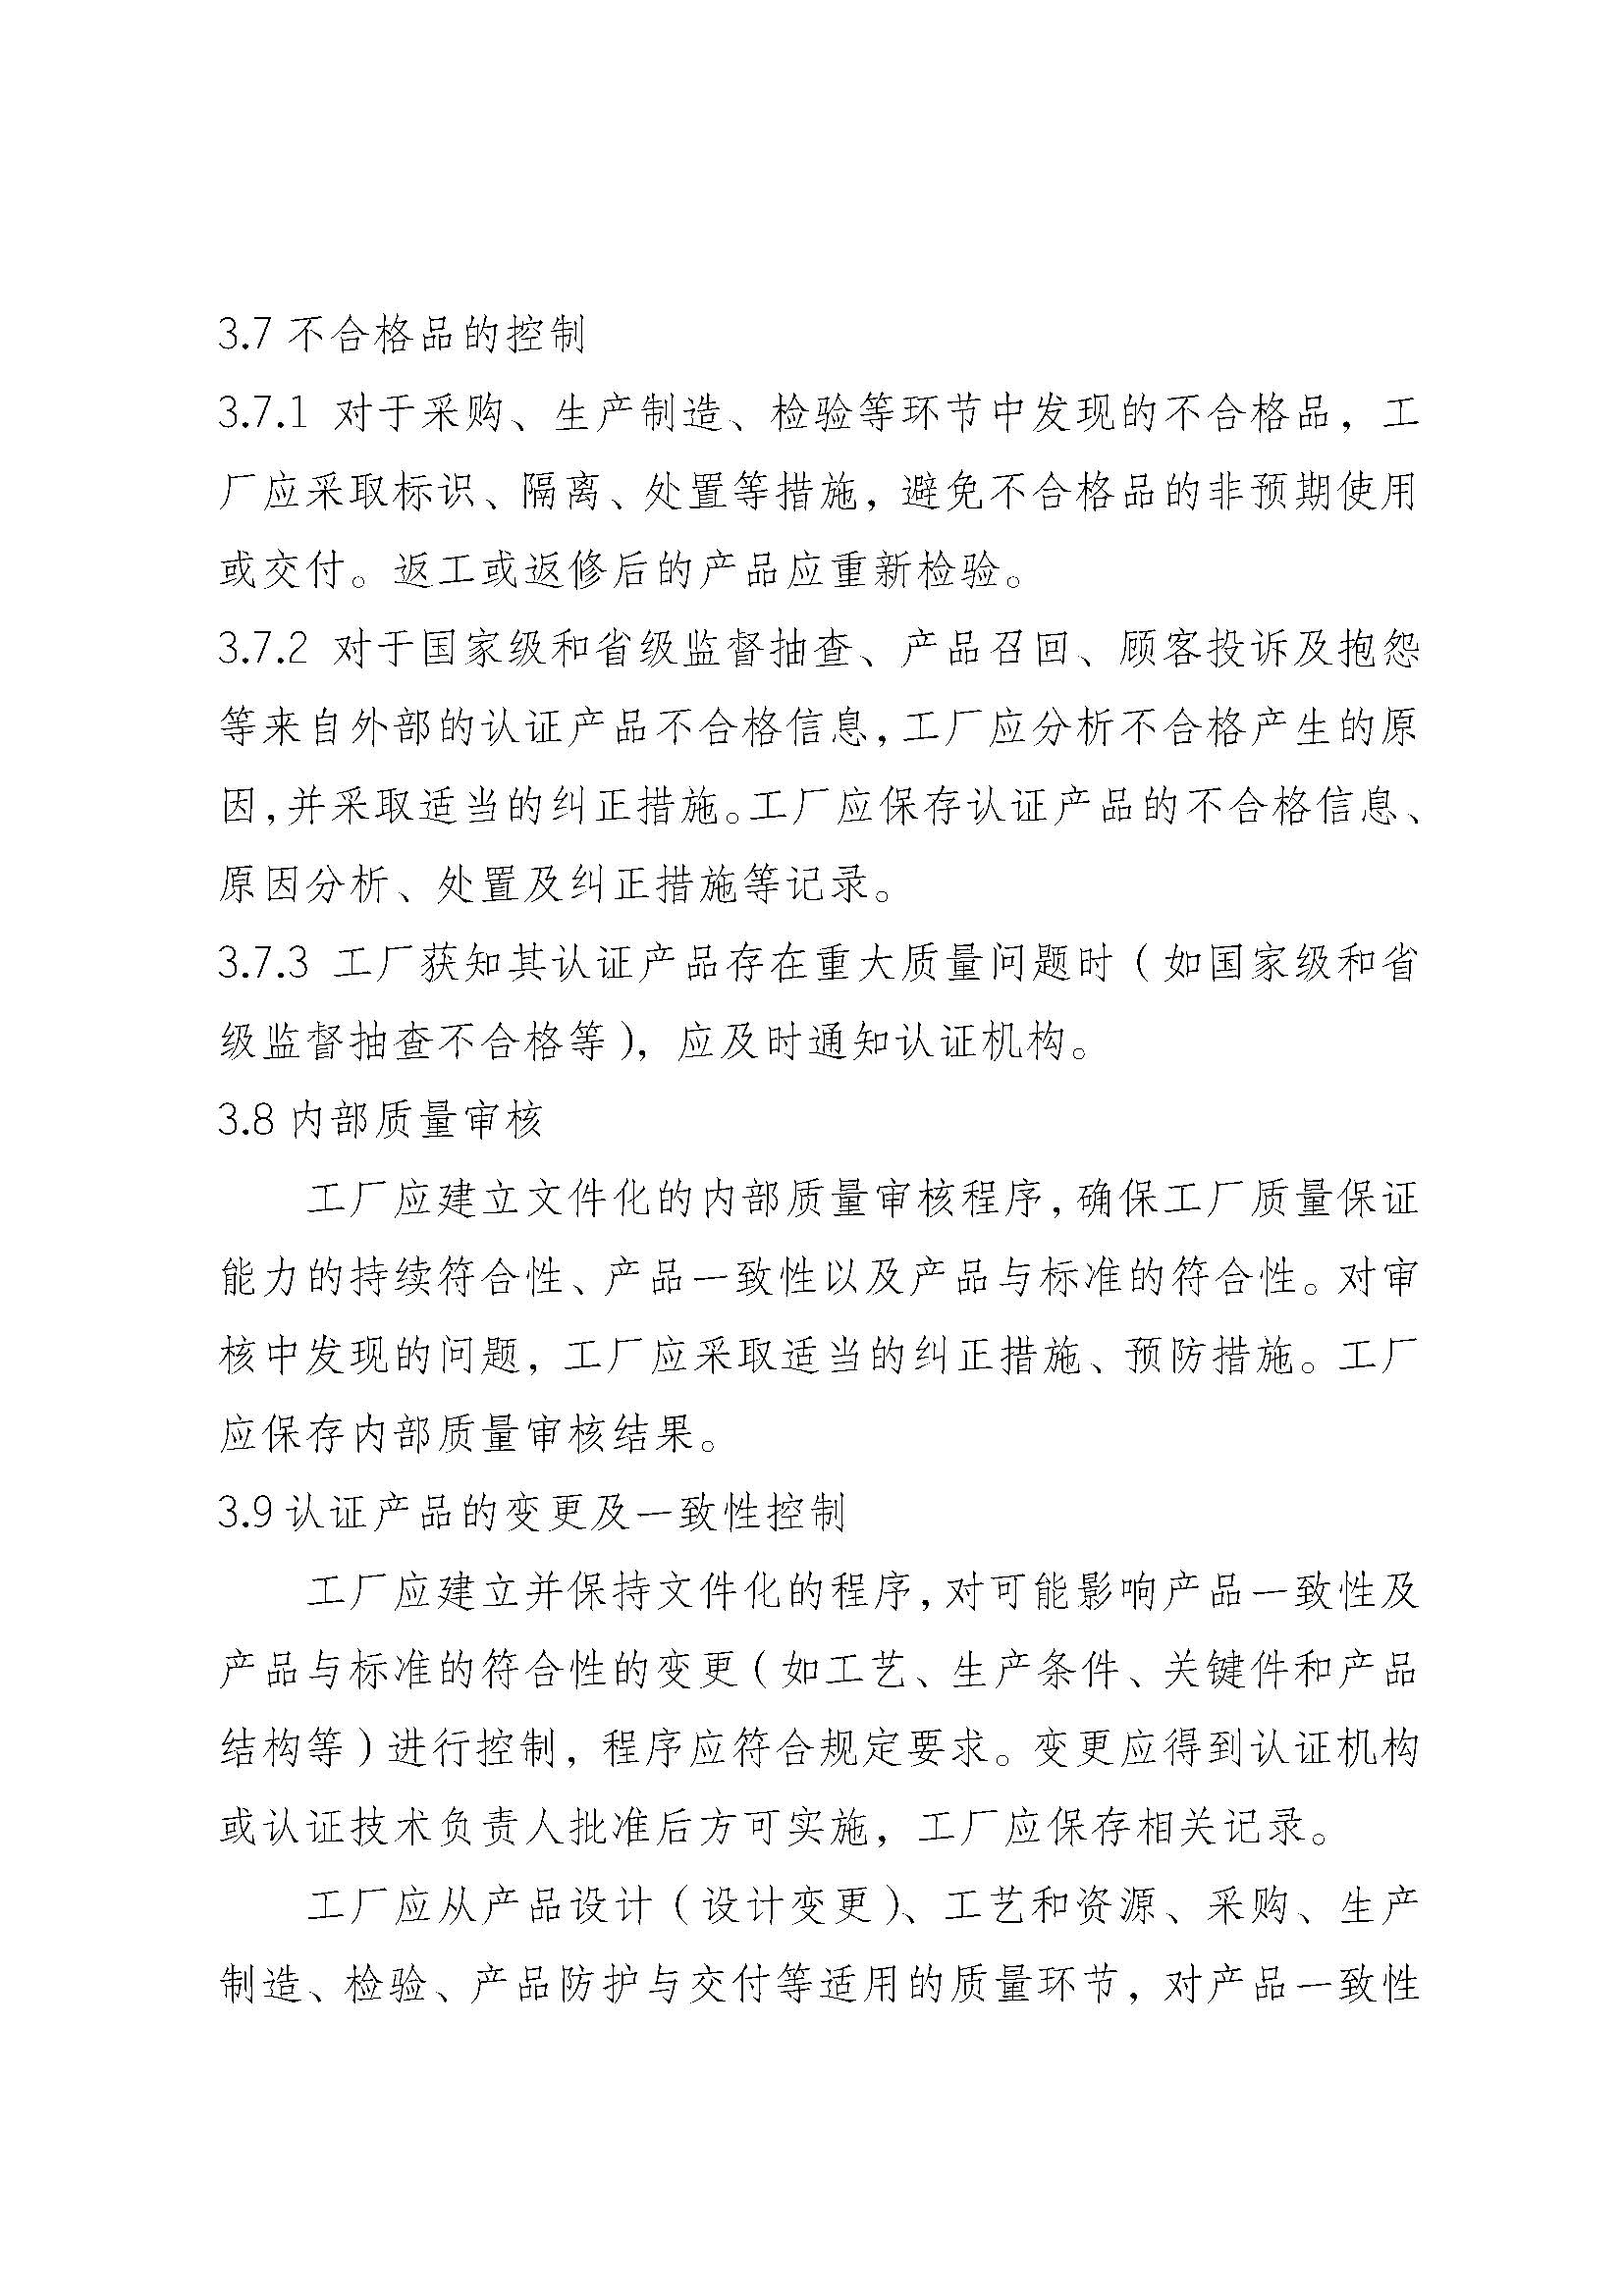 3.7 不合格品的控制
3.7.1 对于采购、生产制造、检验等环节中发现的不合格品，工
厂应采取标识、隔离、处置等措施，避免不合格品的非预期使用
或交付。返工或返修后的产品应重新检验。
3.7.2 对于国家级和省级监督抽查、产品召回、顾客投诉及抱怨
等来自外部的认证产品不合格信息，工厂应分析不合格产生的原
因，并采取适当的纠正措施。工厂应保存认证产品的不合格信息、
原因分析、处置及纠正措施等记录。
3.7.3 工厂获知其认证产品存在重大质量问题时（如国家级和省
级监督抽查不合格等），应及时通知认证机构。
3.8 内部质量审核
工厂应建立文件化的内部质量审核程序，确保工厂质量保证
能力的持续符合性、产品一致性以及产品与标准的符合性。对审
核中发现的问题，工厂应采取适当的纠正措施、预防措施。工厂
应保存内部质量审核结果。
3.9 认证产品的变更及一致性控制
工厂应建立并保持文件化的程序，对可能影响产品一致性及
产品与标准的符合性的变更（如工艺、生产条件、关键件和产品
结构等）进行控制，程序应符合规定要求。变更应得到认证机构
或认证技术负责人批准后方可实施，工厂应保存相关记录。
工厂应从产品设计（设计变更）、工艺和资源、采购、生产
制造、检验、产品防护与交付等适用的质量环节，对产品一致性